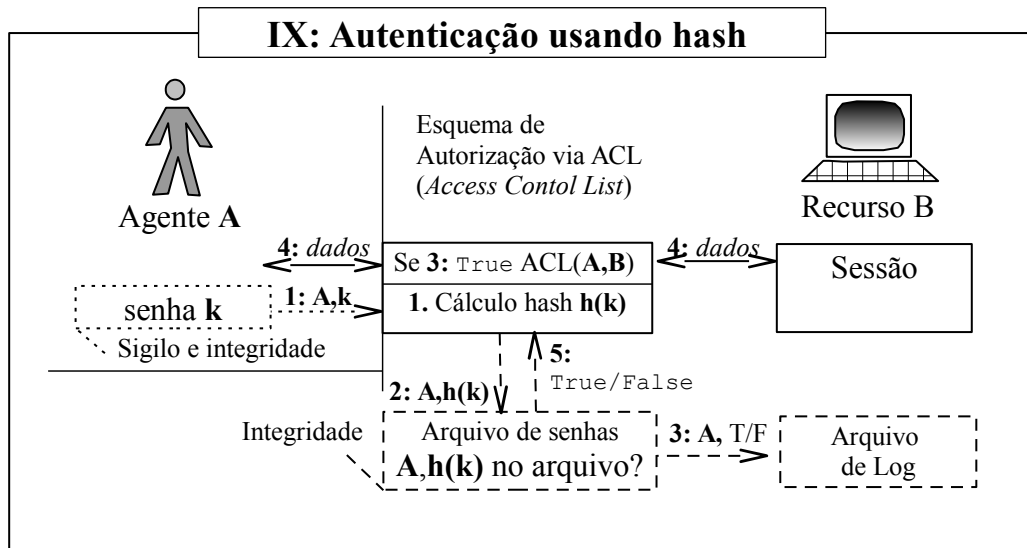 IX: Autenticação usando hash
Esquema de
Autorização via ACL
(Access Contol List)
Agente A
Recurso B
4: dados
Se 3: True ACL(A,B)
4: dados
Sessão
senha k
1: A,k
1. Cálculo hash h(k)
Sigilo e integridade
5:
True/False
2: A,h(k)
Integridade
Arquivo de senhas
A,h(k) no arquivo?
3: A, T/F
Arquivo
de Log